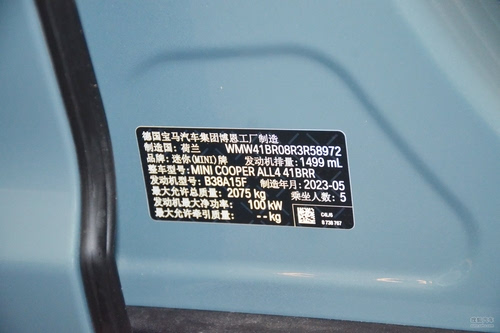 德国宝马汽车集团博恩工厂制造
制造国：荷兰 WMW41BR08R3R58972
品牌：迷你(MINI)牌 发动机排量：1499 mL
整车型号：MINI COOPER ALL4 41BRR
发动机型号：B38A15F 制造年月：2023-05
最大允许总质量：2075 kg 乘坐人数：5
发动机最大净功率：100 kW
最大允许牵引质量：-- kg